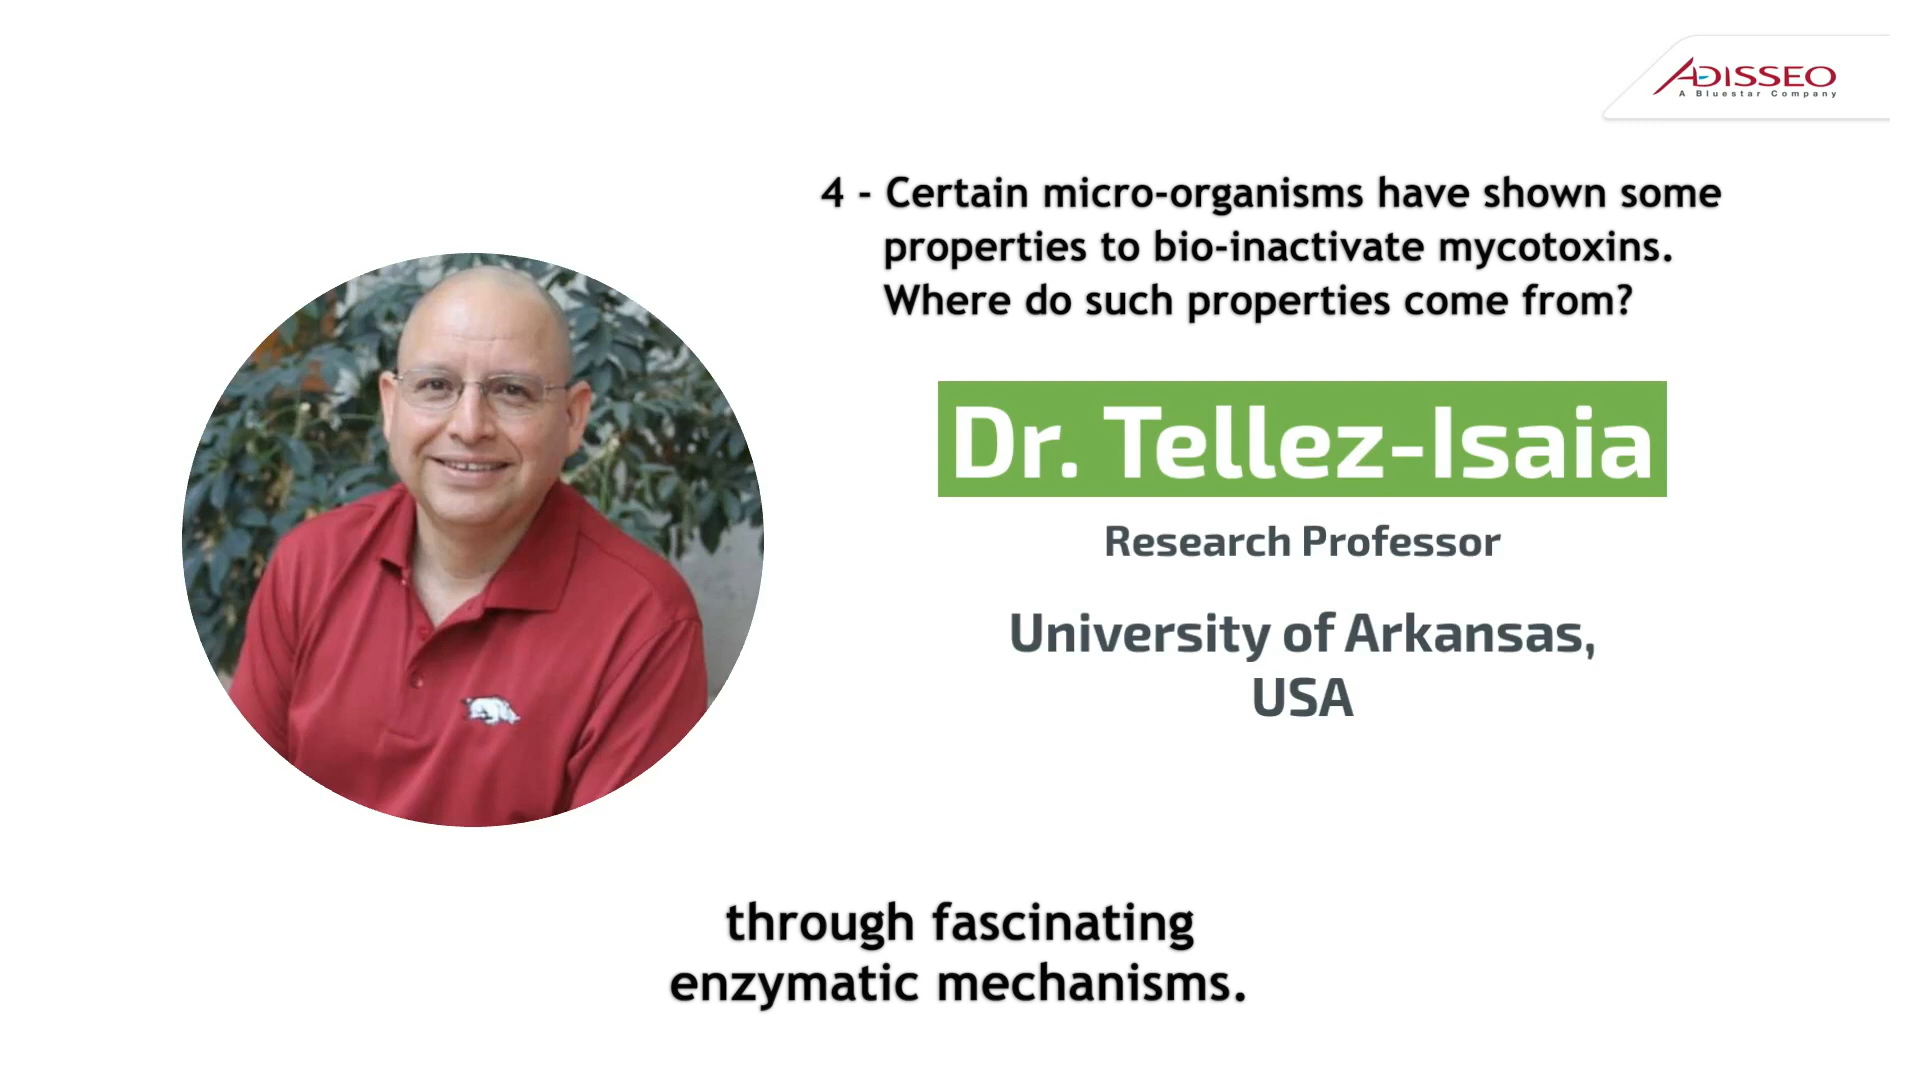 ADISSEO
A Bluestar Company
4 - Certain micro-organisms have shown some
properties to bio-inactivate mycotoxins.
Where do such properties come from?
Dr. Tellez-Isaia
Research Professor
University of Arkansas,
USA
through fascinating
enzymatic mechanisms.